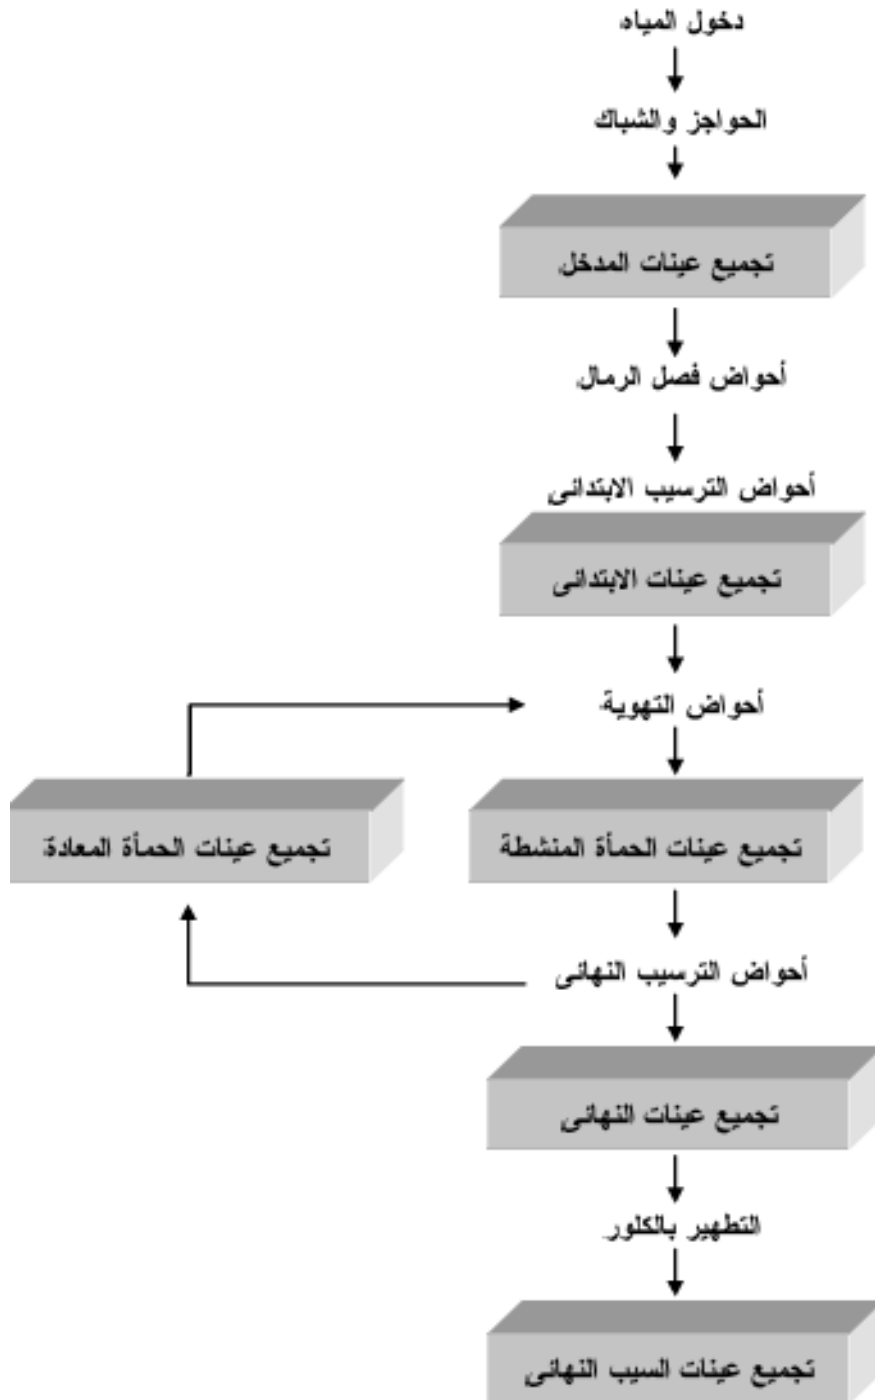 دخول المياه
الحواجز والشباك
تجميع عينات المدخل
أحواض فصل الرمال
أحواض الترسيب الابتدائى
تجميع عينات الابتدائى
أحواض التهوية
تجميع عينات الحمأة المنشطة
تجميع عينات الحمأة المعادة
أحواض الترسيب النهائى
تجميع عينات النهائى
التطهير بالكلور
تجميع عينات السيب النهائى